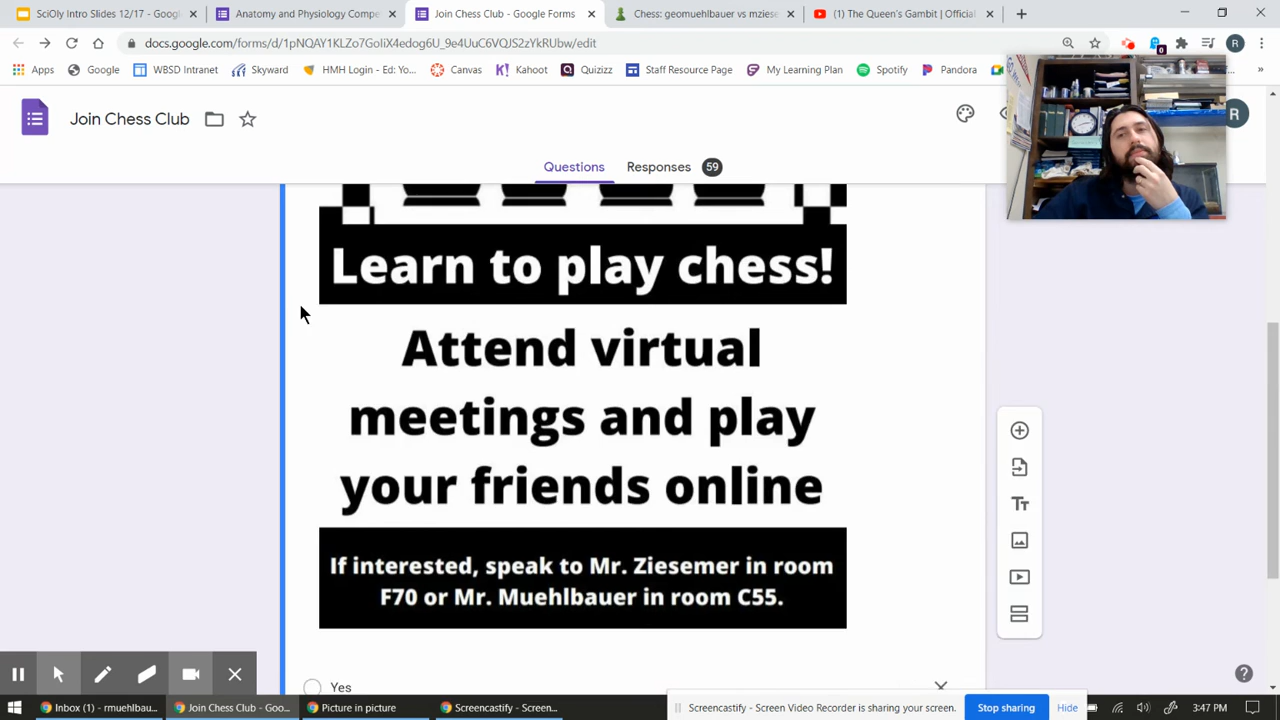 SciOly Intro Slides 12/17 - Googl
Anatomy and Physiology Compe
Join Chess Club - Google Forms
Chess: geomuehlbauer vs mziese
(1) The Queen's Gambit | Official
docs.google.com/forms/d/1pNQAY1KLZo7GoIiX4edog6U_9e4UuC6VQJS2zYkRUbw/edit
0
R
Apps
Google
WBSD Intranet
Skyward
HMH Login - Ed: Yo...
Canvas
Kahoot
Quizizz
Staff Resource Page
My Learning Plan
Spotify
Pandora
»
Join Chess Club
R
Questions
Responses 59
Learn to play chess!
Attend virtual
meetings and play
your friends online
If interested, speak to Mr. Ziesemer in room
F70 or Mr. Muehlbauer in room C55.
Yes
Inbox (1) - rmuehlbau...
Join Chess Club - Goo...
Picture in picture
Screencastify - Screen...
Screencastify - Screen Video Recorder is sharing your screen.
Stop sharing
Hide
3:47 PM